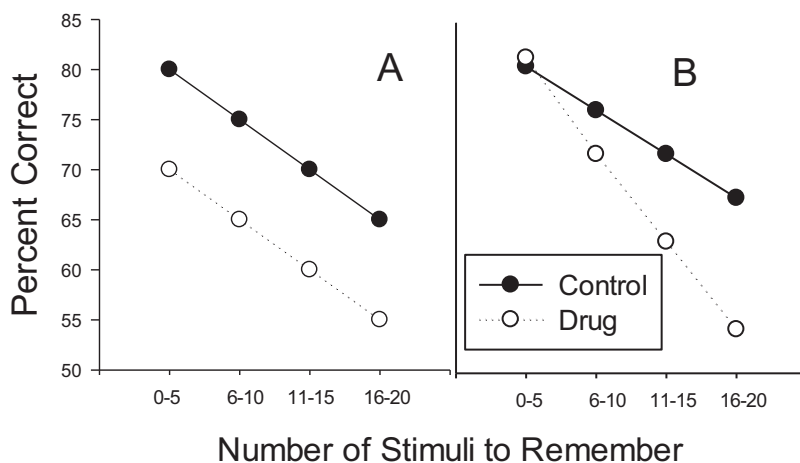 85
80
75
70
65
60
55
50
Percent Correct
A
B
Control
Drug
0-5 6-10 11-15 16-20
0-5 6-10 11-15 16-20
Number of Stimuli to Remember